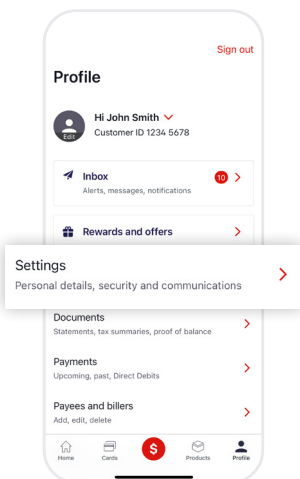 Sign out
Profile
Hi John Smith
Customer ID 1234 5678
Edit
Inbox
10
Alerts, messages, notifications
Rewards and offers
Settings
Personal details, security and communications
Documents
Statements, tax summaries, proof of balance
Payments
Upcoming, past, Direct Debits
Payees and billers
Add, edit, delete
$
Home
Cards
Products
Profile